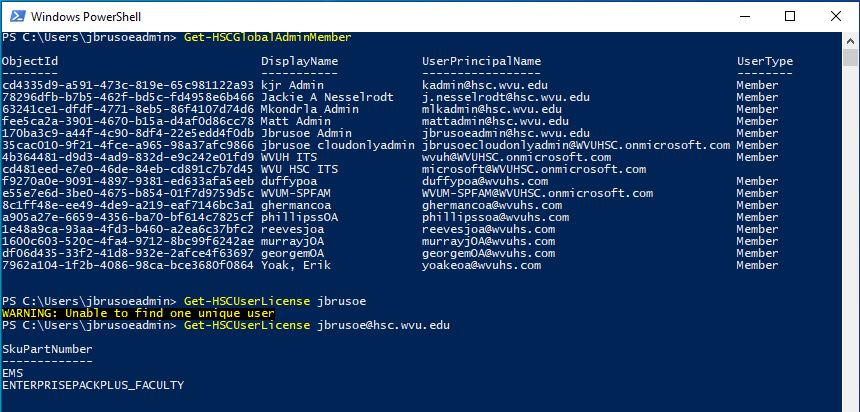 Windows PowerShell
PS C:\Users\jbrusoeadmin> Get-HSCGlobalAdminMember
ObjectId DisplayName UserPrincipalName UserType
-------- ----------- ----------------- --------
cd4335d9-a591-473c-819e-65c981122a93 kjr Admin kadmin@hsc.wvu.edu Member
78296dfb-b7b5-462f-bd5c-fd4958e6b466 Jackie A Nesselrodt j.nesselrodt@hsc.wvu.edu Member
63241ce1-dfdf-4771-8eb5-86f4107d74d6 Mkondrla Admin mlkadmin@hsc.wvu.edu Member
fee5ca2a-3901-4670-b15a-d4af0d86cc78 Matt Admin mattadmin@hsc.wvu.edu Member
170ba3c9-a44f-4c90-8df4-22e5edd4f0db Jbrusoe Admin jbrusoeadmin@hsc.wvu.edu Member
35cac010-9f21-4fce-a965-98a37afc9866 jbrusoe cloudonlyadmin jbrusoecloudonlyadmin@WVUHSC.onmicrosoft.com Member
4b364481-d9d3-4ad9-832d-e9c242e01fd9 WVUH ITS wvuh@WVUHSC.onmicrosoft.com Member
cd481eed-e7e0-46de-84eb-cd891c7b7d45 WVU HSC ITS microsoft@WVUHSC.onmicrosoft.com
f9270a0e-9091-4897-9381-ed633afa5eeb duffypoa duffypoa@wvuhs.com Member
e55e7e6d-3be0-4675-b854-01f7d9759d5c WVUM-SPFAM WVUM-SPFAM@WVUHSC.onmicrosoft.com Member
8c1ff48e-ee49-4de9-a219-eaf7146bc3a1 ghermancoa ghermancoa@wvuhs.com Member
a905a27e-6659-4356-ba70-bf614c7825cf phillipssOA phillipssoa@wvuhs.com Member
1e48a9ca-93aa-4fd3-b460-a2ea6c37bfc2 reevesjoa reevesjoa@wvuhs.com Member
1600c603-520c-4fa4-9712-8bc99f6242ae murrayjOA murrayjOA@wvuhs.com Member
df06d435-33f2-41d8-932e-2afce4f63697 georgemOA georgemOA@wvuhs.com Member
7962a104-1f2b-4086-98ca-bce3680f0864 Yoak, Erik yoakeoa@wvuhs.com Member
PS C:\Users\jbrusoeadmin> Get-HSCUserLicense jbrusoe
WARNING: Unable to find one unique user
PS C:\Users\jbrusoeadmin> Get-HSCUserLicense jbrusoe@hsc.wvu.edu
SkuPartNumber
-------------
EMS
ENTERPRISEPACKPLUS_FACULTY